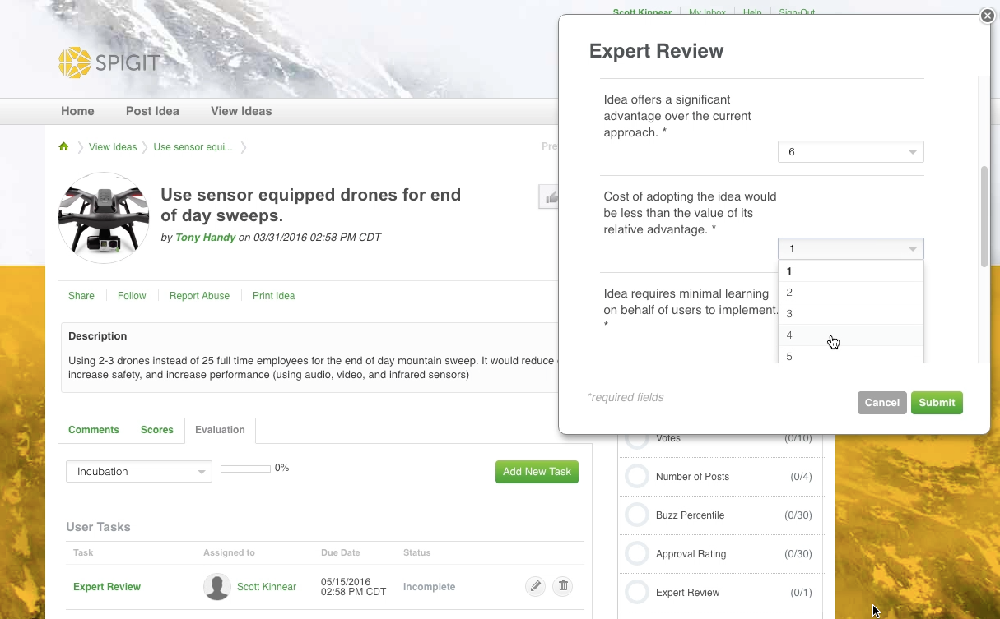 Scott Kinnear My Inbox Help Sign-Out
SPIGIT
Home Post Idea View Ideas
View Ideas Use sensor equi... Pre
Use sensor equipped drones for end
of day sweeps.
by Tony Handy on 03/31/2016 02:58 PM CDT
Share Follow Report Abuse Print Idea
Description
Using 2-3 drones instead of 25 full time employees for the end of day mountain sweep. It would reduce
increase safety, and increase performance (using audio, video, and infrared sensors)
Comments Scores Evaluation
Incubation 0% Add New Task
User Tasks
Task Assigned to Due Date Status
Expert Review Scott Kinnear 05/15/2016
02:58 PM CDT Incomplete
Expert Review
Idea offers a significant
advantage over the current
approach. *
6
Cost of adopting the idea would
be less than the value of its
relative advantage. *
1
1
2
3
4
5
Idea requires minimal learning
on behalf of users to implement.
*
*required fields
Cancel Submit
Votes (0/10)
Number of Posts (0/4)
Buzz Percentile (0/30)
Approval Rating (0/30)
Expert Review (0/1)